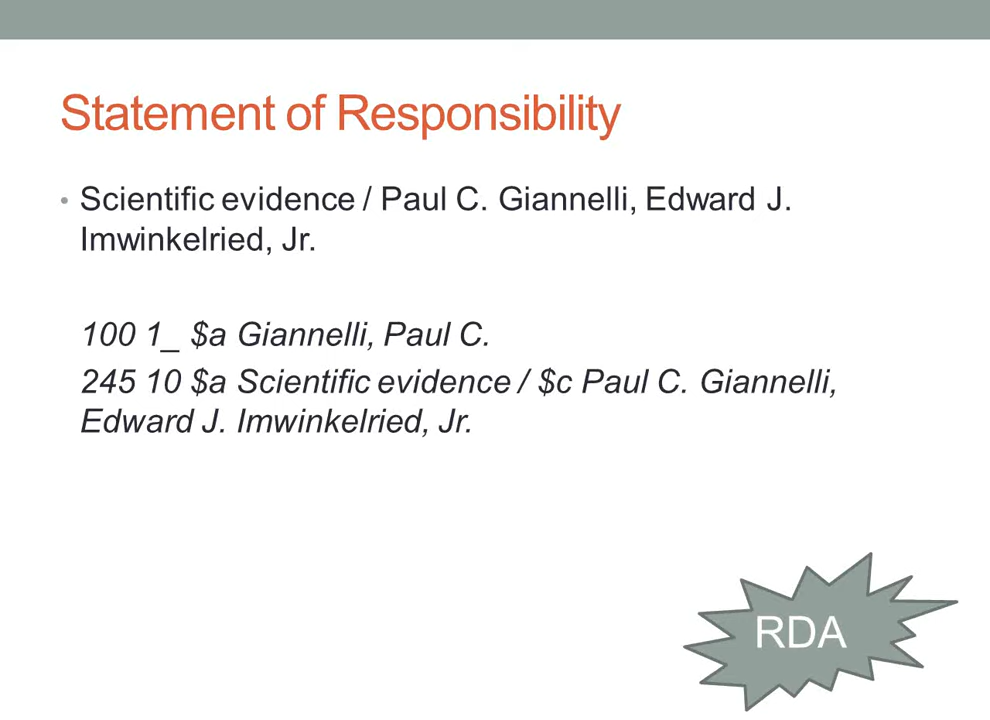 Statement of Responsibility
• Scientific evidence / Paul C. Giannelli, Edward J.
Imwinkelried, Jr.
100 1_ $a Giannelli, Paul C.
245 10 $a Scientific evidence / $c Paul C. Giannelli,
Edward J. Imwinkelried, Jr.
RDA